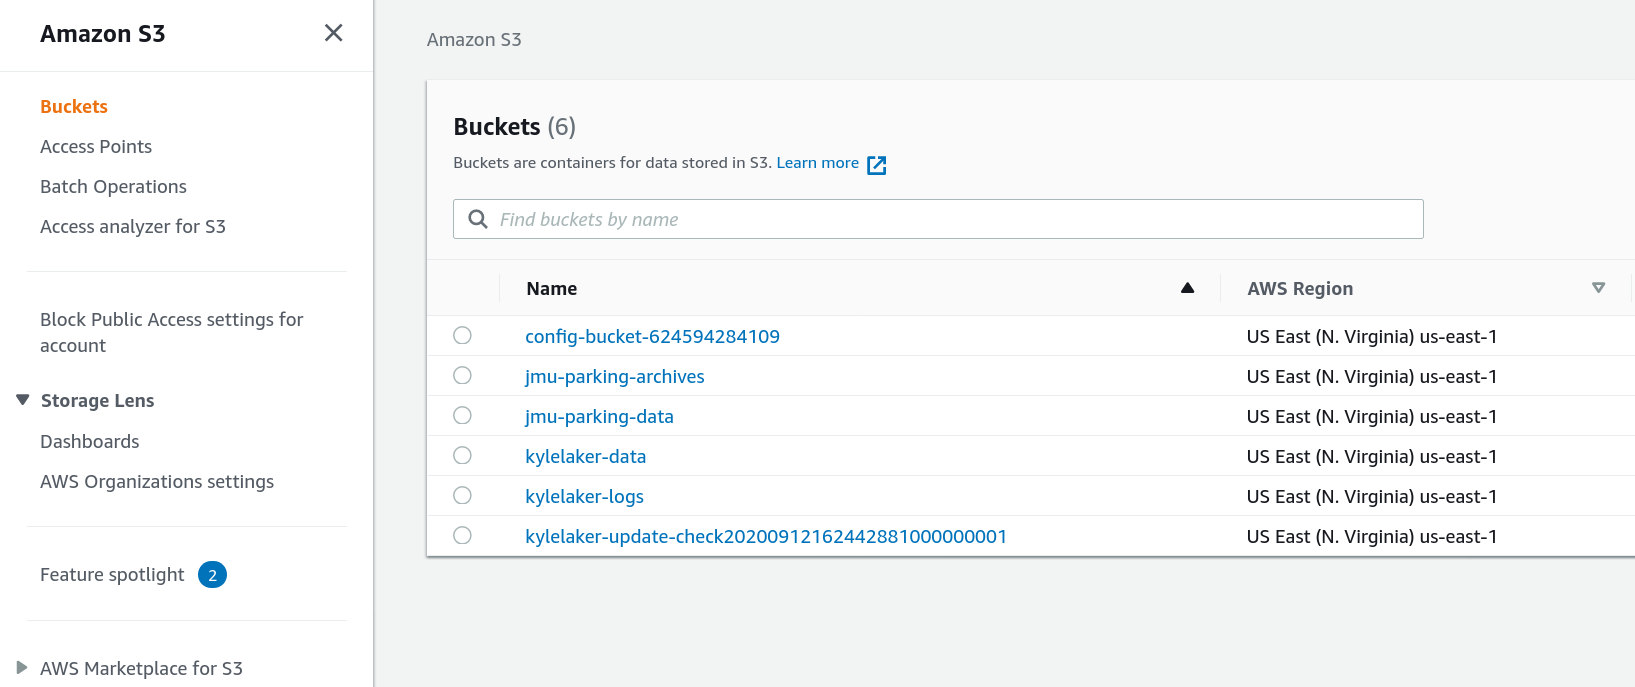 Amazon S3
Buckets
Access Points
Batch Operations
Access analyzer for S3
Block Public Access settings for
account
Storage Lens
Dashboards
AWS Organizations settings
Feature spotlight 2
AWS Marketplace for S3
Amazon S3
Buckets (6)
Buckets are containers for data stored in S3. Learn more
Find buckets by name
Name AWS Region
config-bucket-624594284109 US East (N. Virginia) us-east-1
jmu-parking-archives US East (N. Virginia) us-east-1
jmu-parking-data US East (N. Virginia) us-east-1
kylelaker-data US East (N. Virginia) us-east-1
kylelaker-logs US East (N. Virginia) us-east-1
kylelaker-update-check20200912162442881000000001 US East (N. Virginia) us-east-1